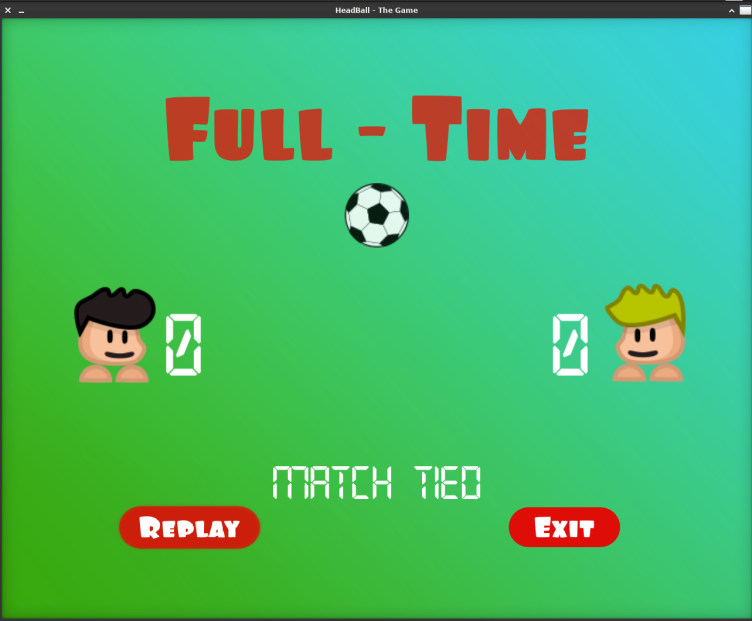 HeadBall - The Game
Full - Time
0 0
MATCH TIED
Replay Exit